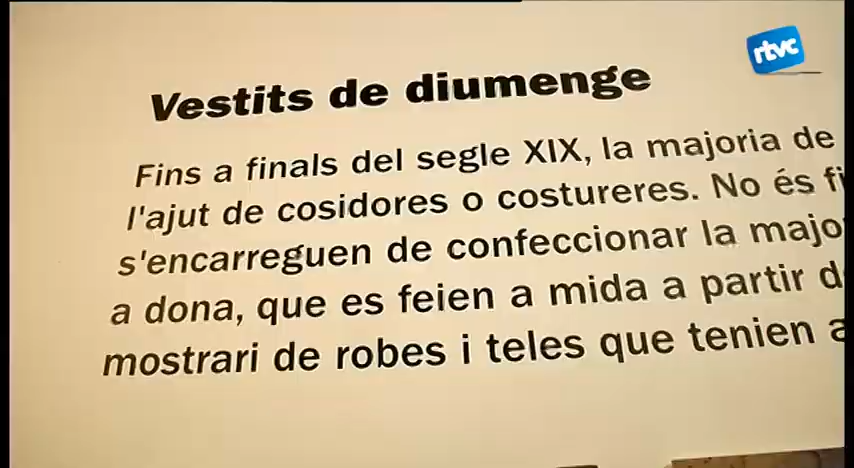 rtvc
Vestits de diumenge
Fins a finals del segle XIX, la majoria de
l'ajut de cosidores o costureres. No és
s'encarreguen de confeccionar la
a dona, que es feien a mida a partir
mostrari de robes i teles que tenien